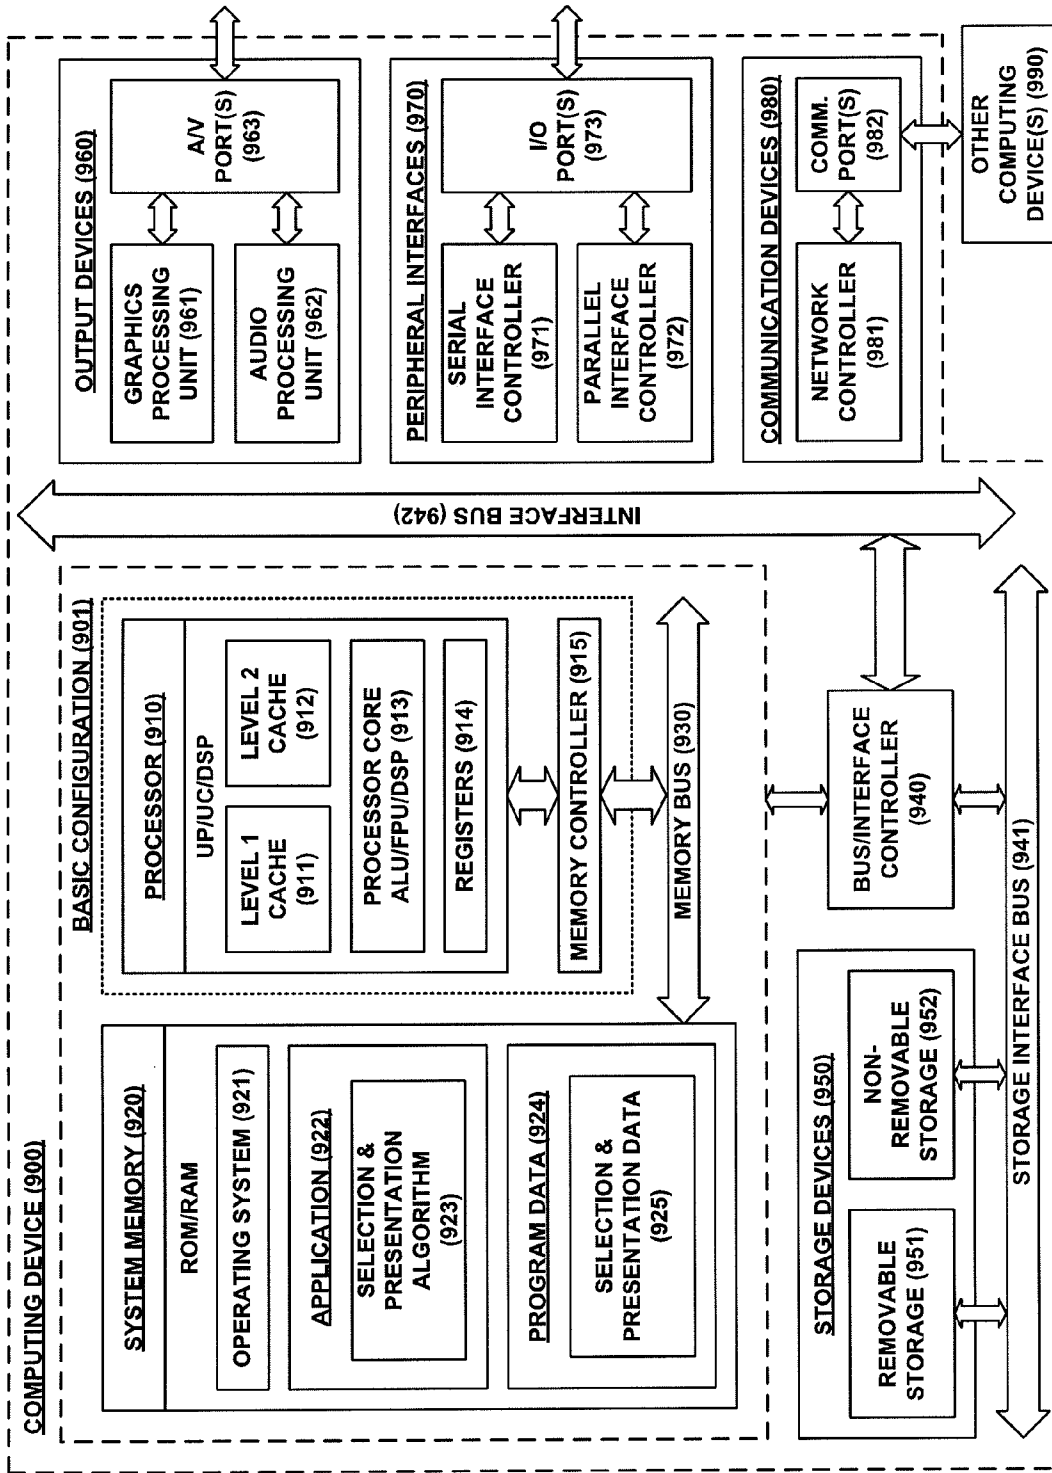 COMPUTING DEVICE (900)
BASIC CONFIGURATION (901)
SYSTEM MEMORY (920)
ROM/RAM
OPERATING SYSTEM (921)
APPLICATION (922)
SELECTION &
PRESENTATION
ALGORITHM
(923)
PROGRAM DATA (924)
SELECTION &
PRESENTATION DATA
(925)
PROCESSOR (910)
UP/UC/DSP
LEVEL 1
CACHE
(911)
LEVEL 2
CACHE
(912)
PROCESSOR CORE
ALU/FPU/DSP (913)
REGISTERS (914)
MEMORY CONTROLLER (915)
MEMORY BUS (930)
BUS/INTERFACE
CONTROLLER
(940)
STORAGE DEVICES (950)
REMOVABLE
STORAGE (951)
NON-
REMOVABLE
STORAGE (952)
STORAGE INTERFACE BUS (941)
INTERFACE BUS (942)
OUTPUT DEVICES (960)
GRAPHICS
PROCESSING
UNIT (961)
AUDIO
PROCESSING
UNIT (962)
A/V
PORT(S)
(963)
PERIPHERAL INTERFACES (970)
SERIAL
INTERFACE
CONTROLLER
(971)
PARALLEL
INTERFACE
CONTROLLER
(972)
I/O
PORT(S)
(973)
COMMUNICATION DEVICES (980)
NETWORK
CONTROLLER
(981)
COMM.
PORT(S)
(982)
OTHER
COMPUTING
DEVICE(S) (990)